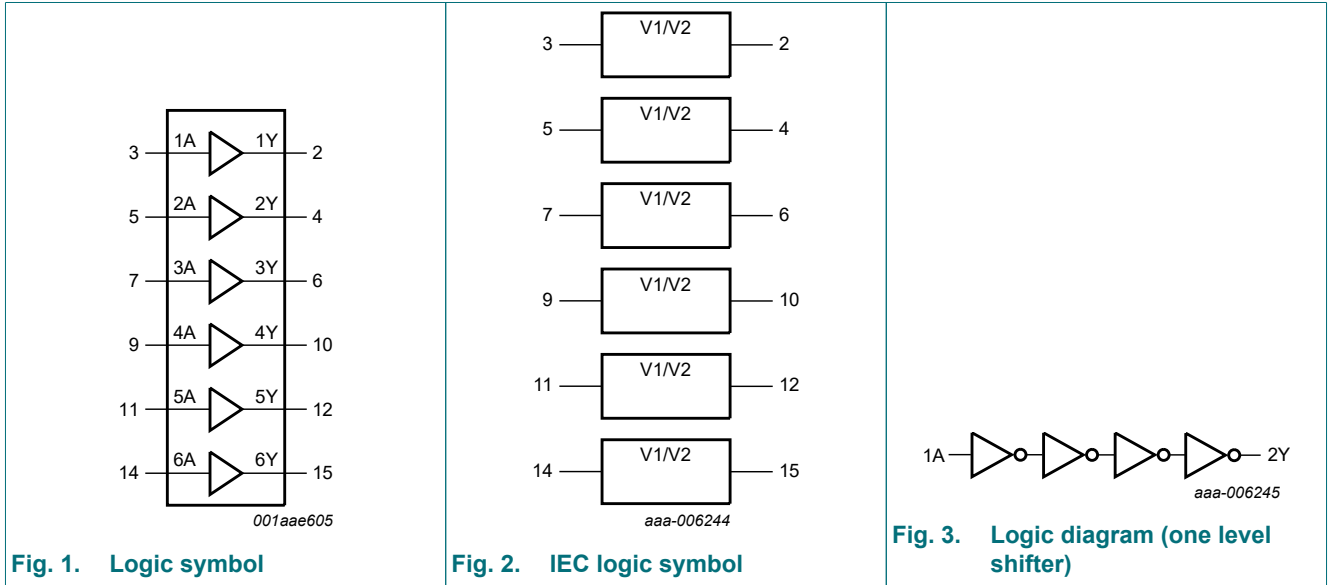 3 1A 1Y 2
5 2A 2Y 4
7 3A 3Y 6
9 4A 4Y 10
11 5A 5Y 12
14 6A 6Y 15
001aae605
Fig. 1. Logic symbol
3 V1/V2 2
5 V1/V2 4
7 V1/V2 6
9 V1/V2 10
11 V1/V2 12
14 V1/V2 15
aaa-006244
Fig. 2. IEC logic symbol
1A 2Y
aaa-006245
Fig. 3. Logic diagram (one level
shifter)